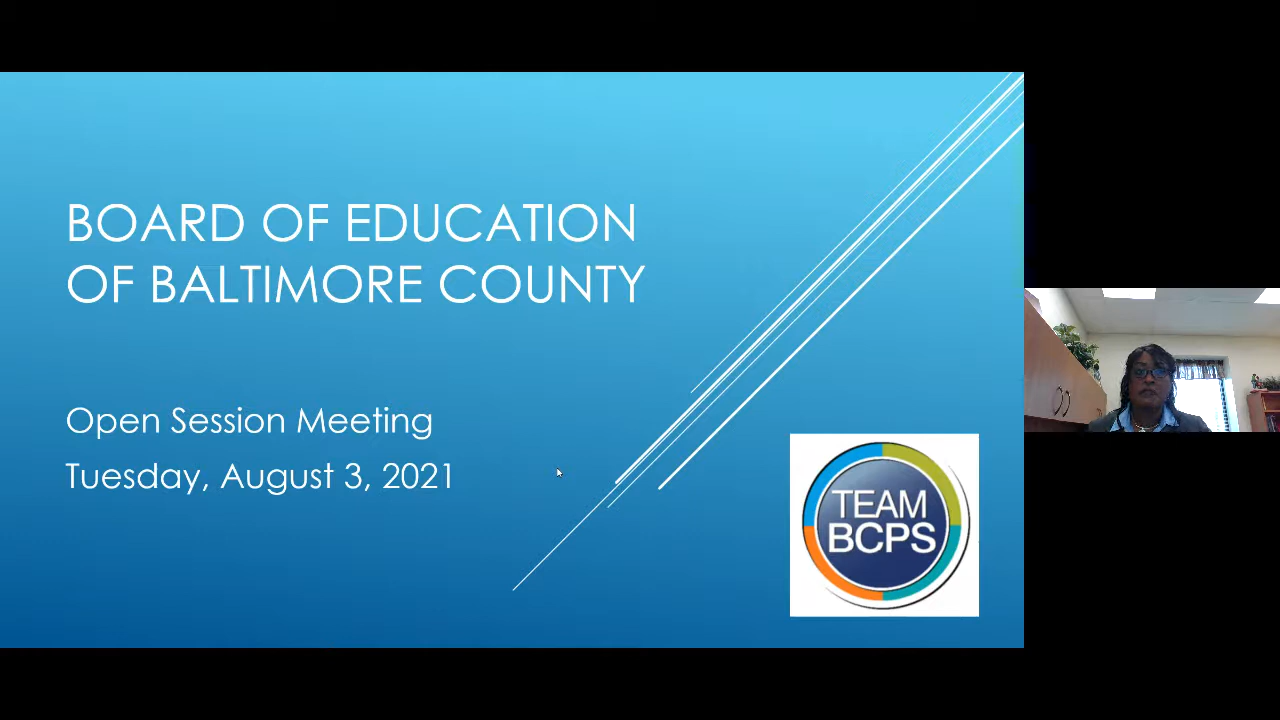 BOARD OF EDUCATION
OF BALTIMORE COUNTY
Open Session Meeting
Tuesday, August 3, 2021
TEAM
BCPS